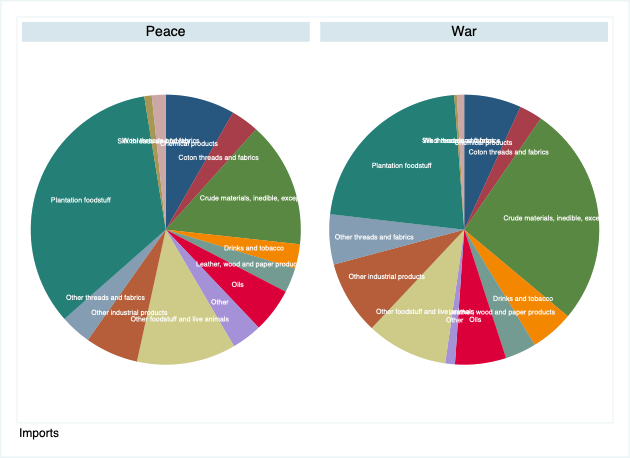 Peace
War
Chemical products
Coton threads and fabrics
Plantation foodstuff
Crude materials, inedible, excep
Drinks and tobacco
Leather, wood and paper produc
Oils
Other
Other threads and fabrics
Other industrial products
Other foodstuff and live animals
Chemical products
Coton threads and fabrics
Plantation foodstuff
Crude materials, inedible, exce
Other threads and fabrics
Other industrial products
Drinks and tobacco
Other foodstuff and live
wood and paper products
Other
Oils
Imports